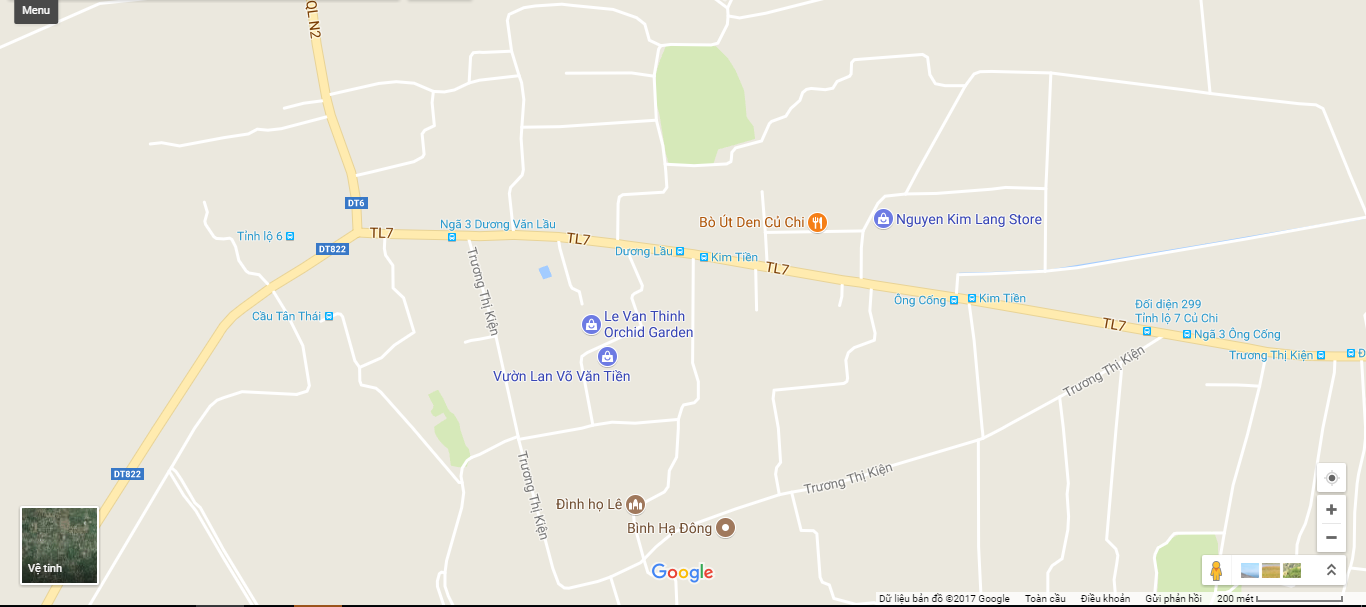 Menu
QL N2
DT6
TL7
Ngã 3 Dương Văn Lầu
Bò Út Den Củ Chi
Nguyen Kim Lang Store
Tỉnh lộ 6
DT822
TL7
Dương Lầu
Kim Tiền
TL7
Trương Thị Kiện
Cầu Tân Thái
Le Van Thinh
Orchid Garden
Ông Cống
Kim Tiền
Đối diện 299
Tỉnh lộ 7 Củ Chi
TL7
Ngã 3 Ông Cống
Trương Thị Kiện
Đ
Vườn Lan Võ Văn Tiền
Trương Thị Kiện
DT822
Trương Thị Kiện
Trương Thị Kiện
Đình họ Lê
Bình Hạ Đông
Vệ tinh
Google
Dữ liệu bản đồ ©2017 Google Toàn cầu Điều khoản Gửi phản hồi 200 mét